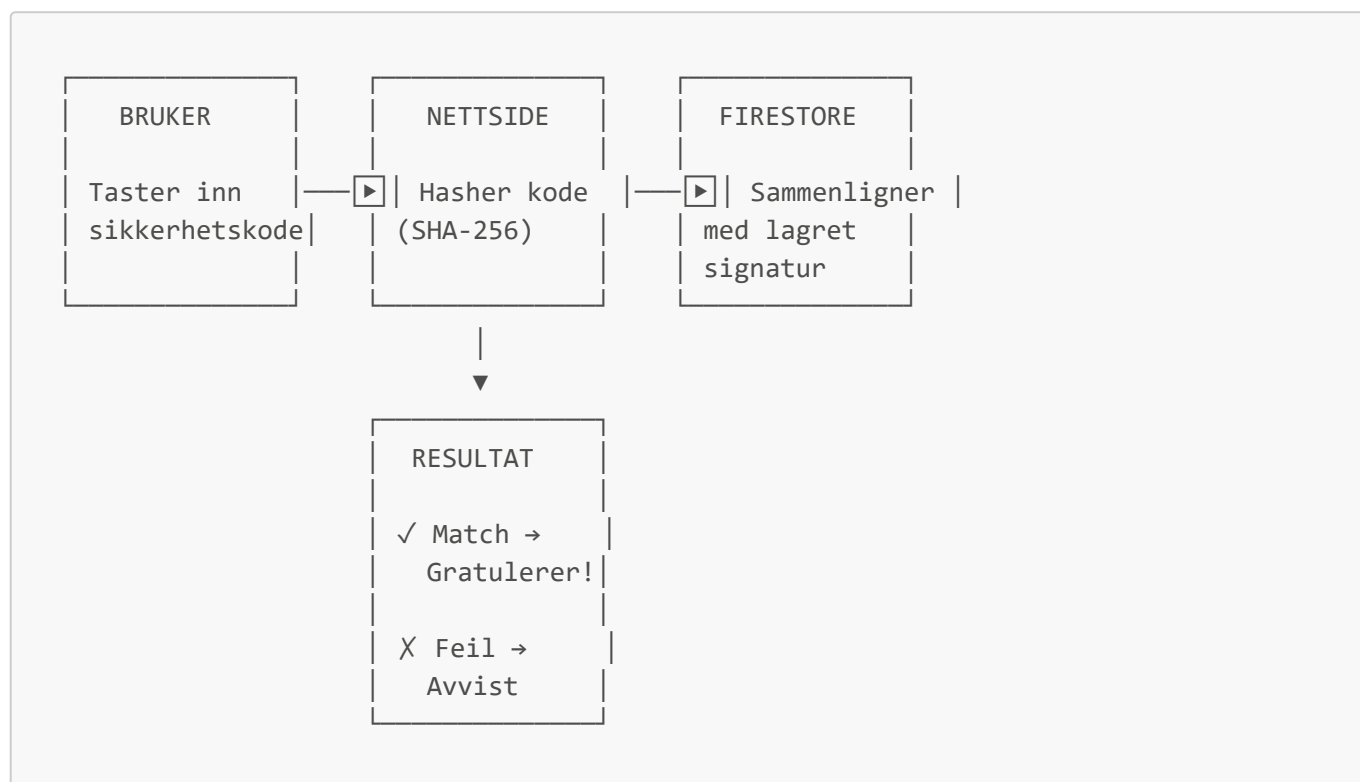 BRUKER NETTSIDE FIRESTORE
Taster inn Hasher kode Sammenligner
sikkerhetskode (SHA-256) med lagret
signatur
RESULTAT
✓ Match →
Gratulerer!
✗ Feil →
Avvist